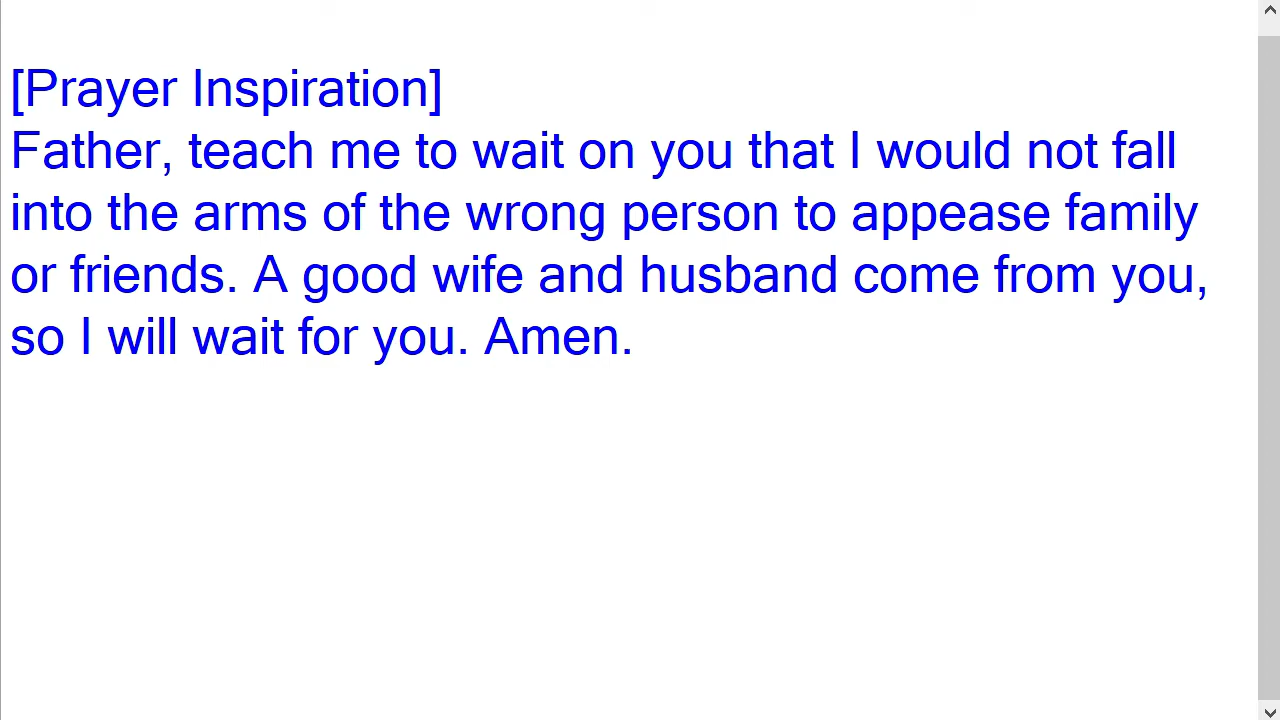 [Prayer Inspiration]
Father, teach me to wait on you that I would not fall
into the arms of the wrong person to appease family
or friends. A good wife and husband come from you,
so I will wait for you. Amen.